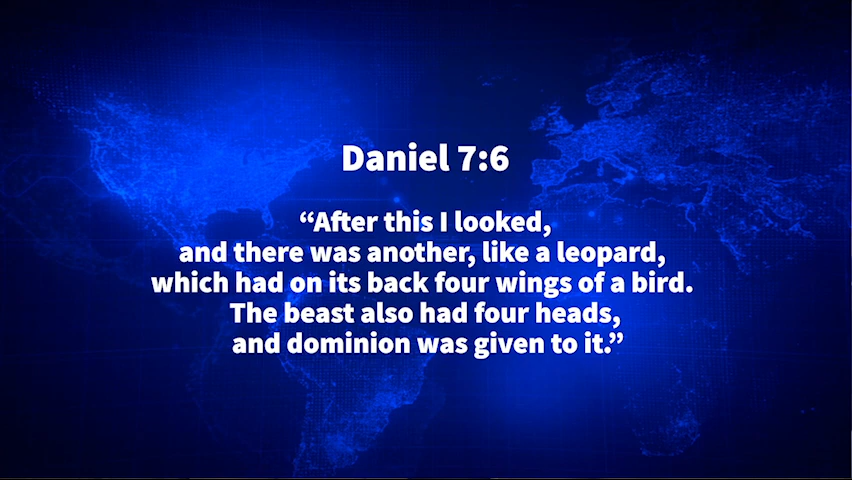 Daniel 7:6
“After this I looked,
and there was another, like a leopard,
which had on its back four wings of a bird.
The beast also had four heads,
and dominion was given to it.”